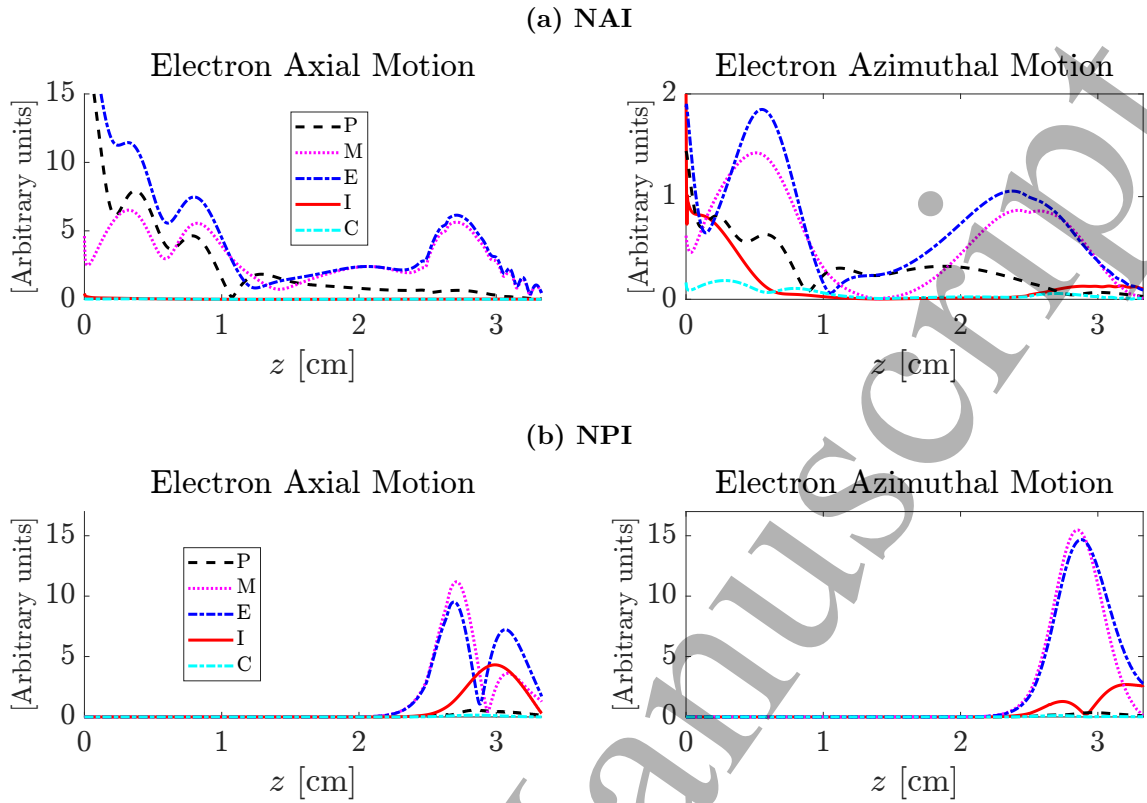 (a) NAI
Electron Axial Motion
[Arbitrary units]
15
10
5
0
0 1 2 3
z [cm]
P
M
E
I
C
Electron Azimuthal Motion
[Arbitrary units]
2
1
0
0 1 2 3
z [cm]
(b) NPI
Electron Axial Motion
[Arbitrary units]
15
10
5
0
0 1 2 3
z [cm]
P
M
E
I
C
Electron Azimuthal Motion
[Arbitrary units]
15
10
5
0
0 1 2 3
z [cm]
anuscript